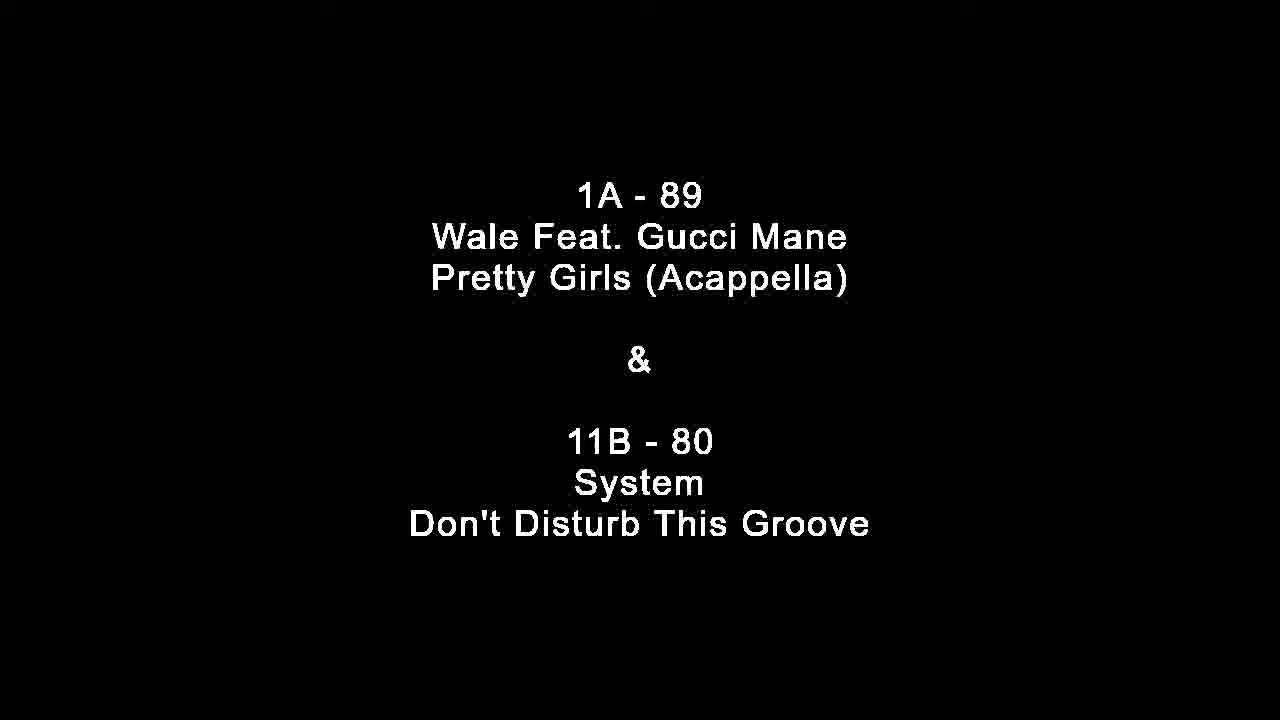 1A - 89
Wale Feat. Gucci Mane
Pretty Girls (Acappella)
&
11B - 80
System
Don't Disturb This Groove